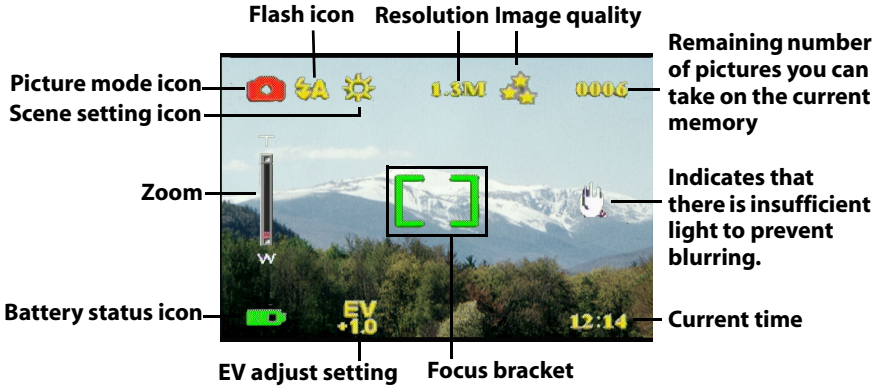 Flash icon
Resolution
Image quality
Picture mode icon
Scene setting icon
Zoom
Battery status icon
A
1.3M
0006
T
W
EV
+1.0
12:14
Remaining number
of pictures you can
take on the current
memory
Indicates that
there is insufficient
light to prevent
blurring.
Current time
EV adjust setting
Focus bracket